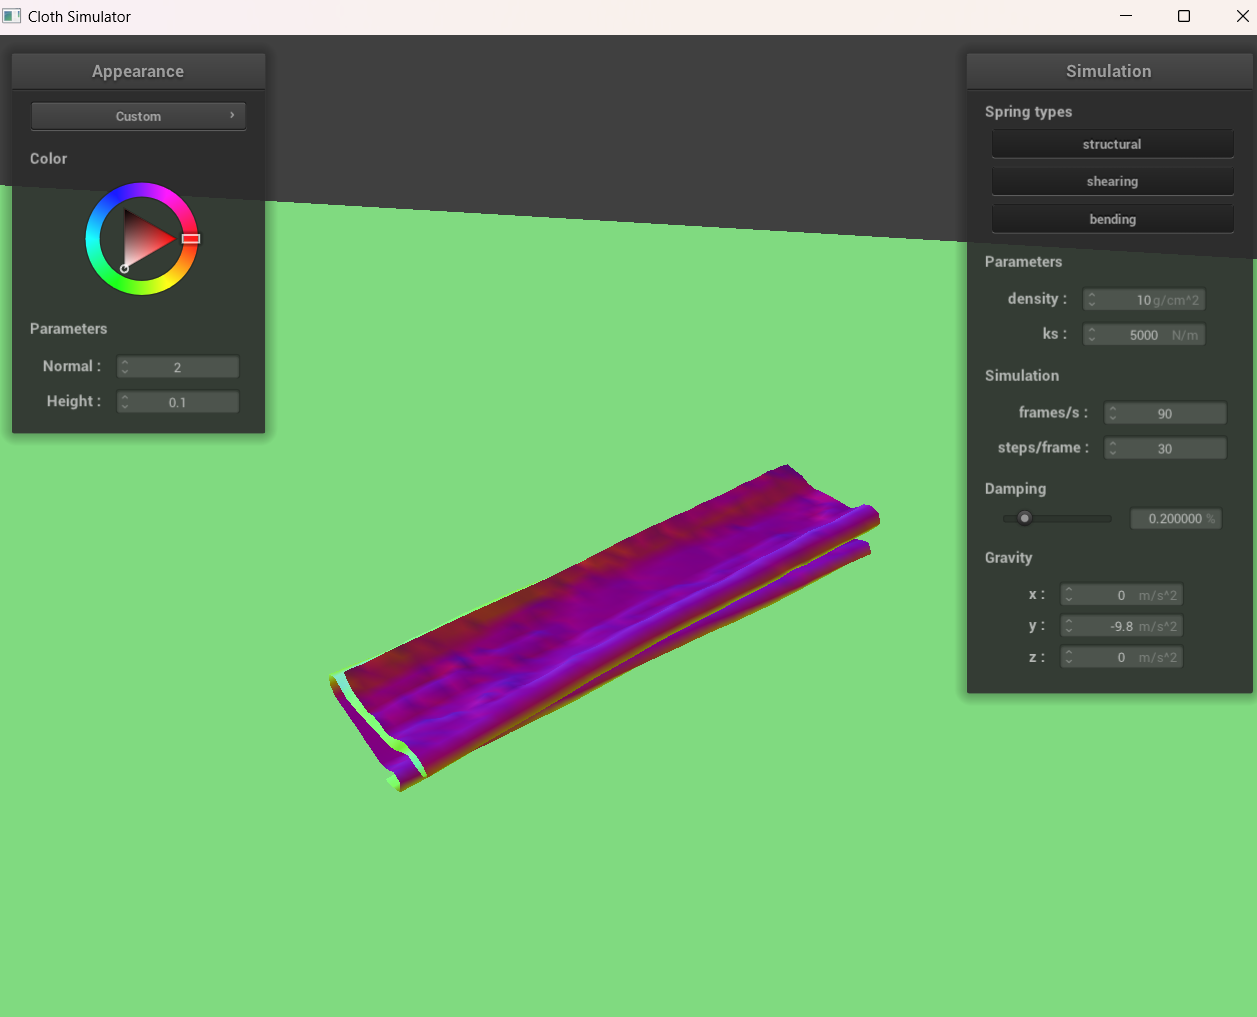 Cloth Simulator
Appearance
Custom
Color
Parameters
Normal : 2
Height : 0.1
Simulation
Spring types
structural
shearing
bending
Parameters
density : 10 g/cm^2
ks : 5000 N/m
Simulation
frames/s : 90
steps/frame : 30
Damping
0.200000 %
Gravity
x : 0 m/s^2
y : -9.8 m/s^2
z : 0 m/s^2